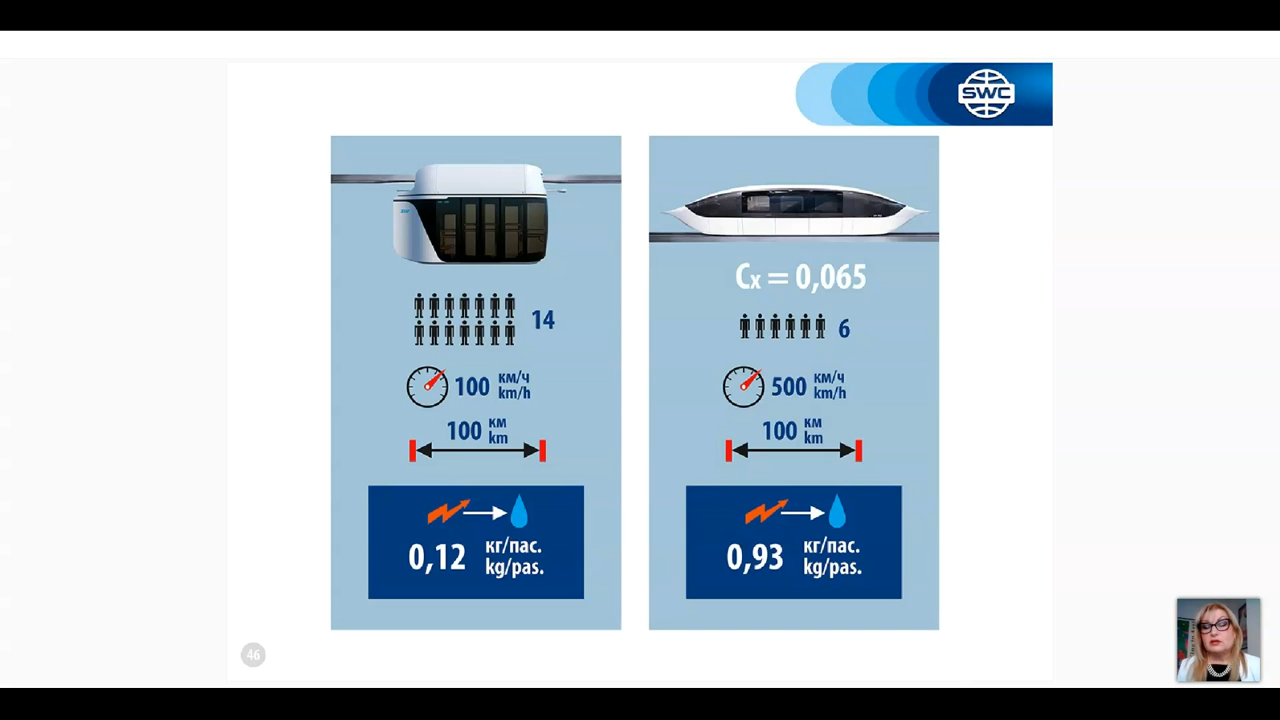 SWC
14
100 км/ч km/h
100 км km
0,12 кг/пас. kg/pas.
Cx = 0,065
6
500 км/ч km/h
100 км km
0,93 кг/пас. kg/pas.
46